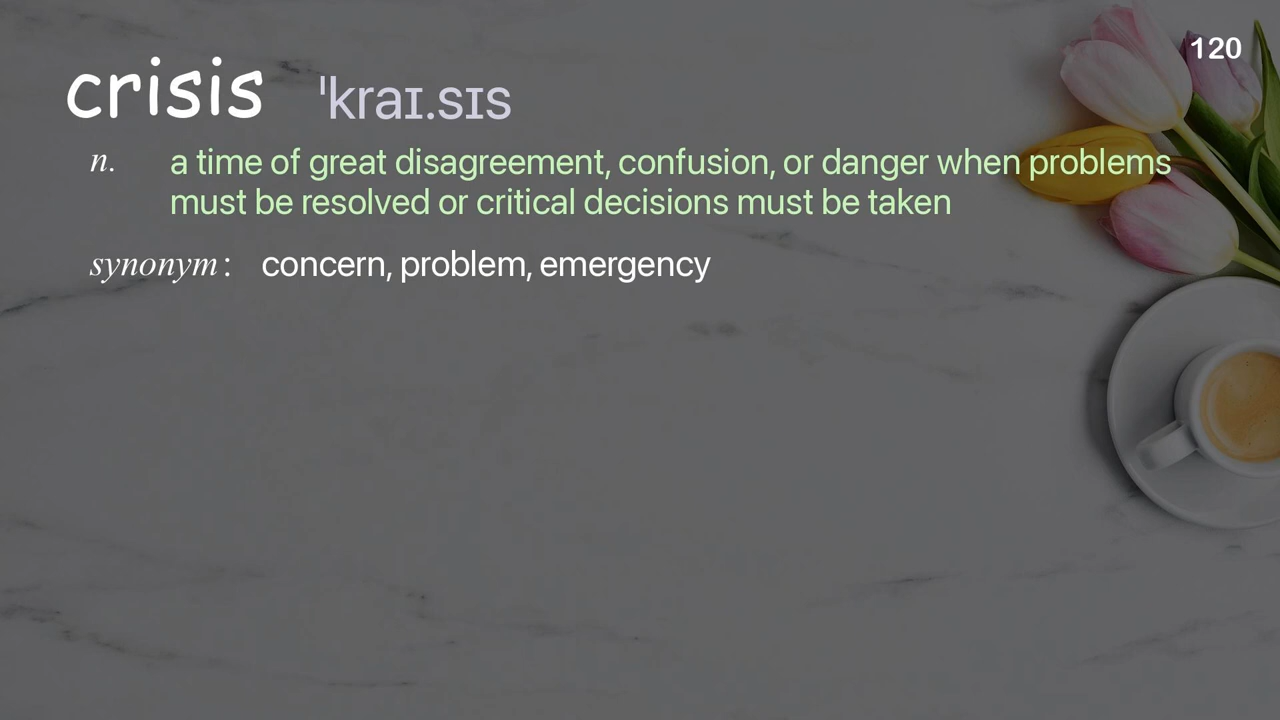 120
crisis ˈkraɪ.sɪs
n. a time of great disagreement, confusion, or danger when problems
must be resolved or critical decisions must be taken
synonym : concern, problem, emergency